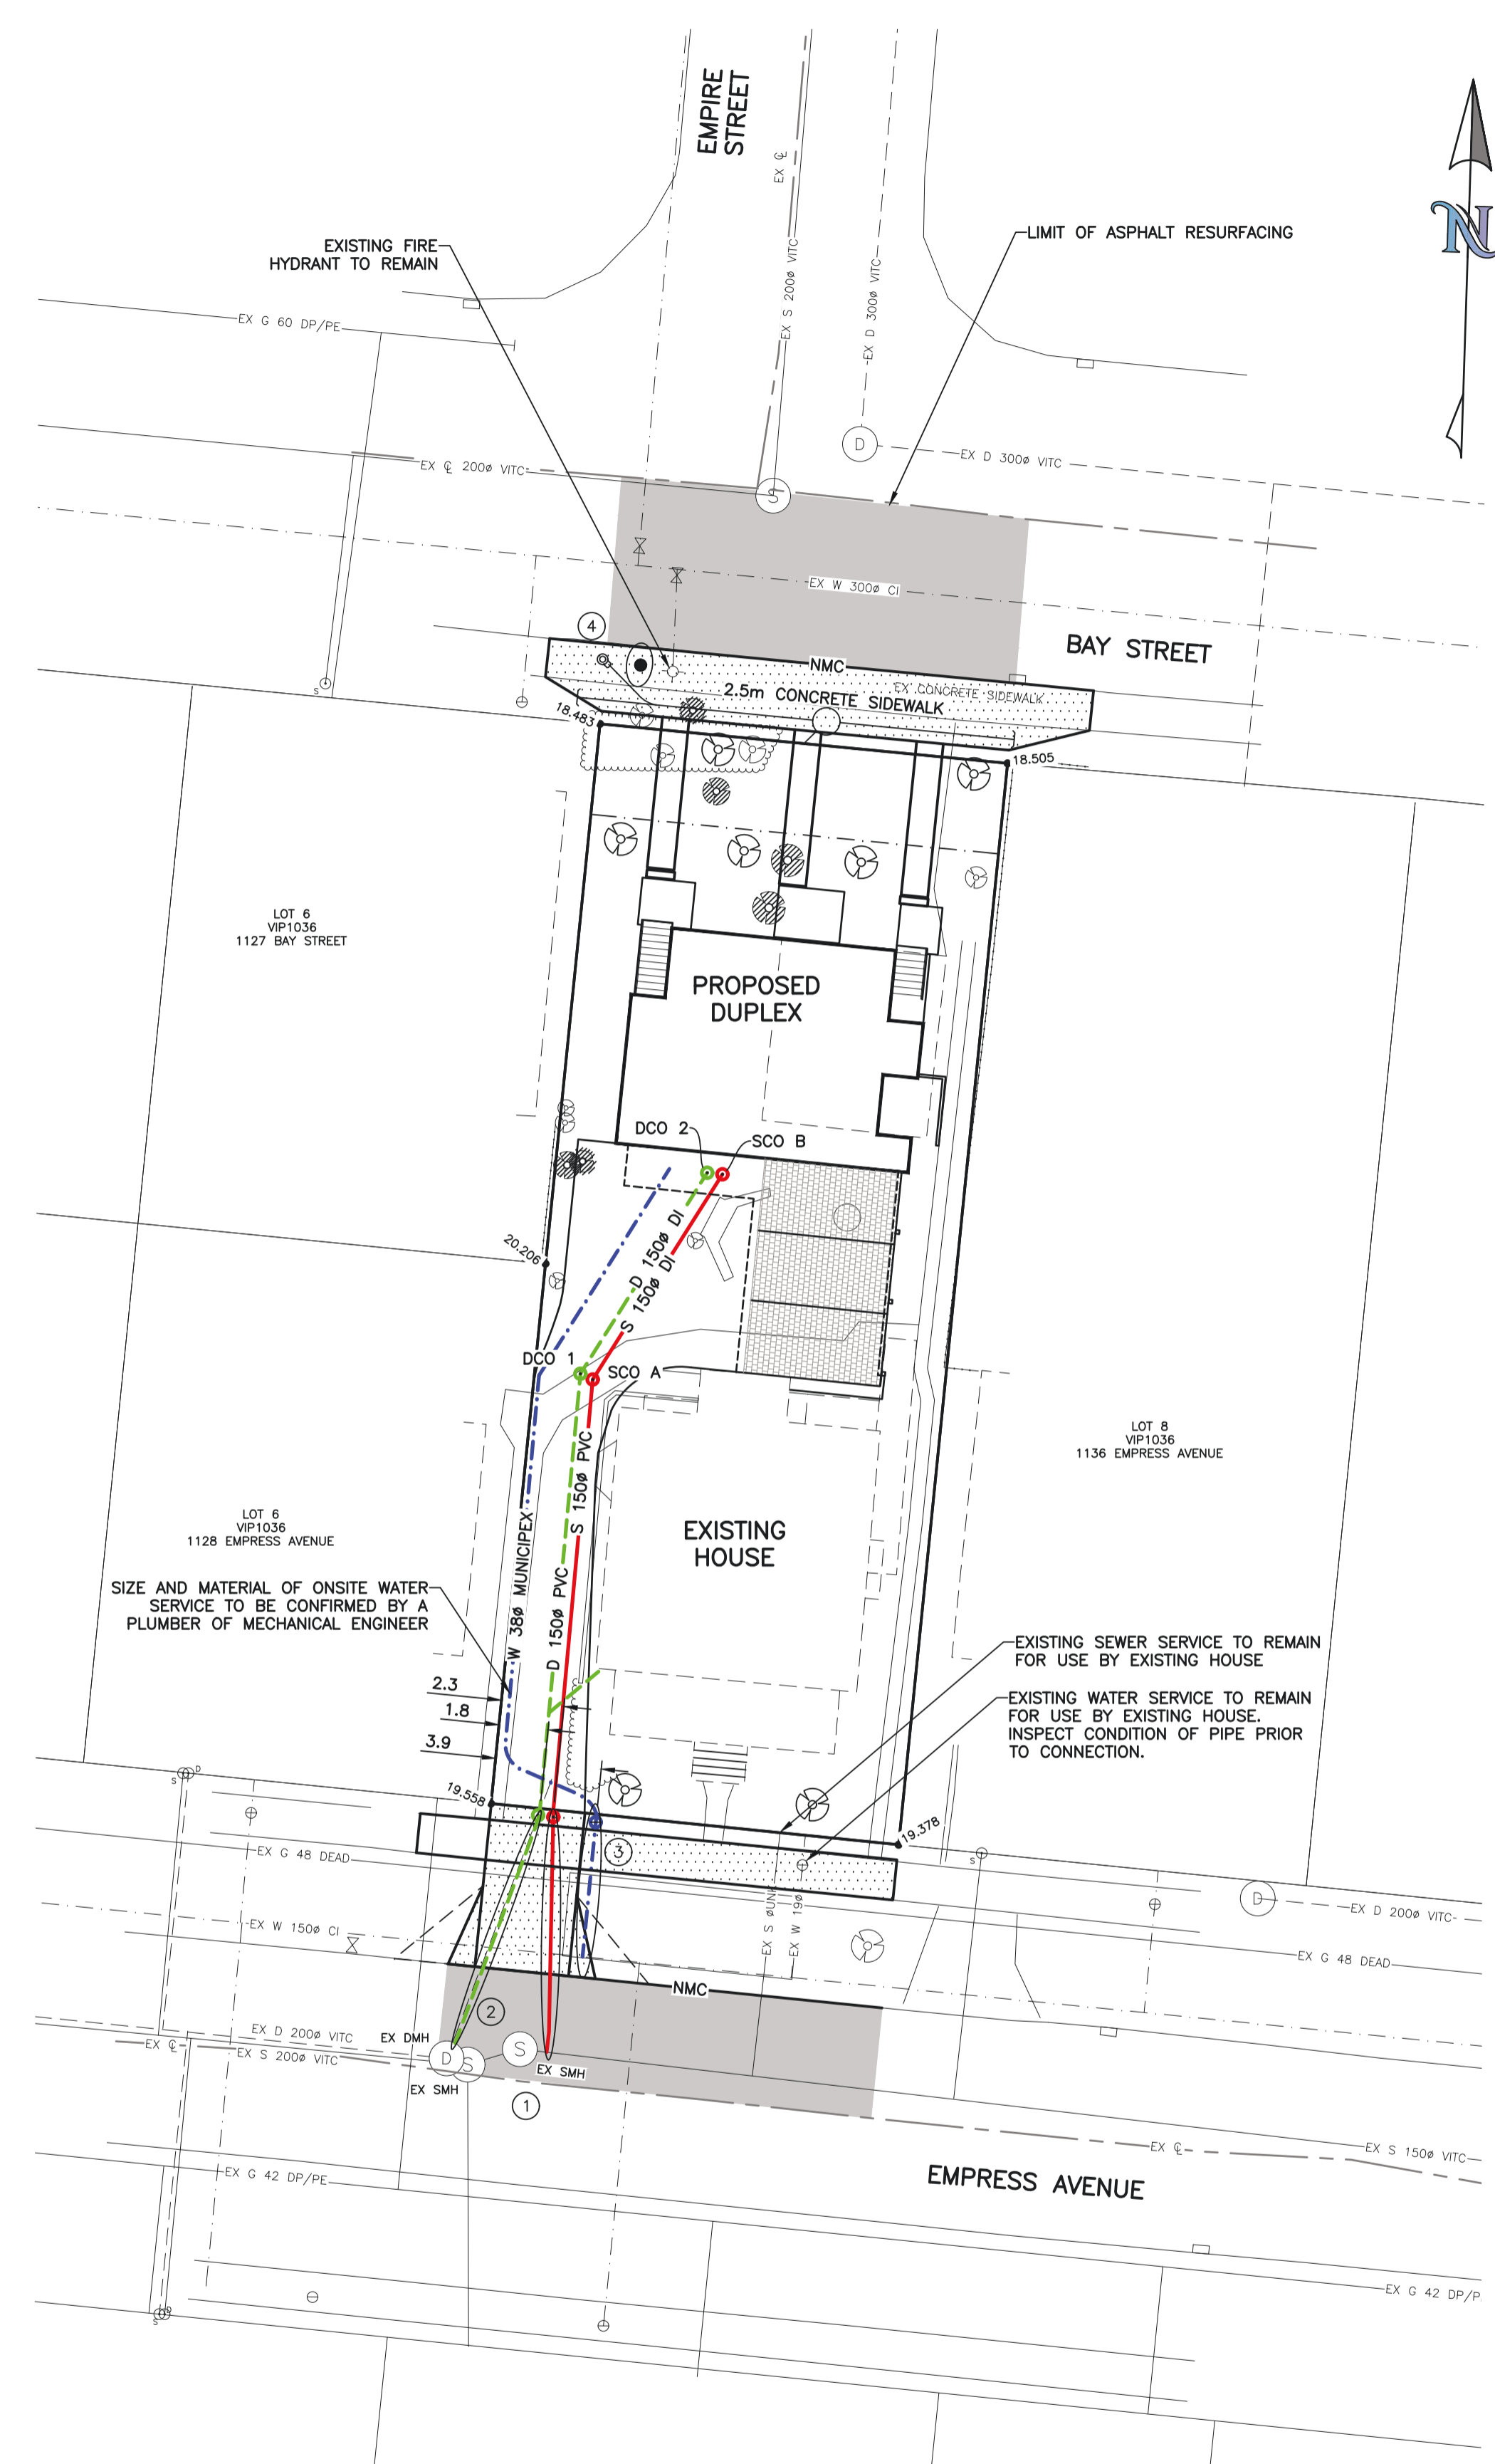 EMPIRE
STREET
EX ℄
N
EXISTING FIRE
HYDRANT TO REMAIN
LIMIT OF ASPHALT RESURFACING
EX S 200ø VITC
EX D 300ø VITC
EX G 60 DP/PE
D
EX D 300ø VITC
EX ℄ 200ø VITC
S
EX W 300ø CI
4
BAY STREET
NMC
EX CONCRETE SIDEWALK
2.5m CONCRETE SIDEWALK
S
18.483
18.505
LOT 6
VIP1036
1127 BAY STREET
PROPOSED
DUPLEX
DCO 2
SCO B
D 150ø DI
S 150ø DI
20.206
DCO 1
SCO A
LOT 8
VIP1036
1136 EMPRESS AVENUE
S 150ø PVC
LOT 6
VIP1036
1128 EMPRESS AVENUE
EXISTING
HOUSE
W 38ø MUNICIPEX
D 150ø PVC
SIZE AND MATERIAL OF ONSITE WATER
SERVICE TO BE CONFIRMED BY A
PLUMBER OF MECHANICAL ENGINEER
EXISTING SEWER SERVICE TO REMAIN
FOR USE BY EXISTING HOUSE
2.3
1.8
3.9
EXISTING WATER SERVICE TO REMAIN
FOR USE BY EXISTING HOUSE.
INSPECT CONDITION OF PIPE PRIOR
TO CONNECTION.
S
D
19.558
19.378
3
S
EX G 48 DEAD
EX S ØUNK
EX W 19ø
D
EX D 200ø VITC
EX W 150ø CI
EX G 48 DEAD
NMC
2
EX D 200ø VITC
EX DMH
EX ℄
EX S 200ø VITC
D
S
S
EX SMH
EX SMH
1
EX ℄
EX S 150ø VITC
EX G 42 DP/PE
EMPRESS AVENUE
EX G 42 DP/P
S
D